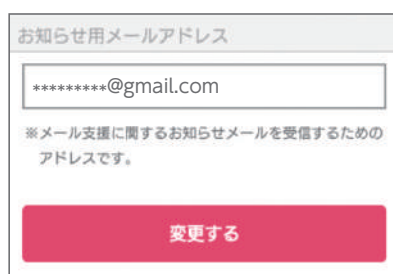 お知らせ用メールアドレス
*********@gmail.com
※メール支援に関するお知らせメールを受信するための
アドレスです。
変更する